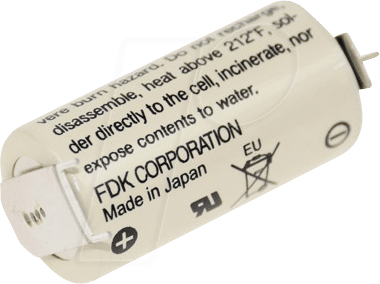 vere burn hazard. Do not recharge,
disassemble, heat above 212°F, sol-
der directly to the cell, incinerate, nor
expose contents to water.
FDK CORPORATION
Made in Japan
EU